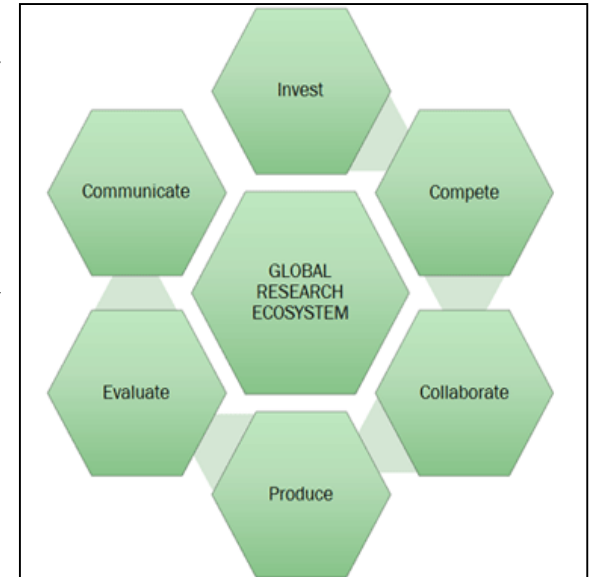 Invest
Communicate
Compete
GLOBAL
RESEARCH
ECOSYSTEM
Evaluate
Collaborate
Produce